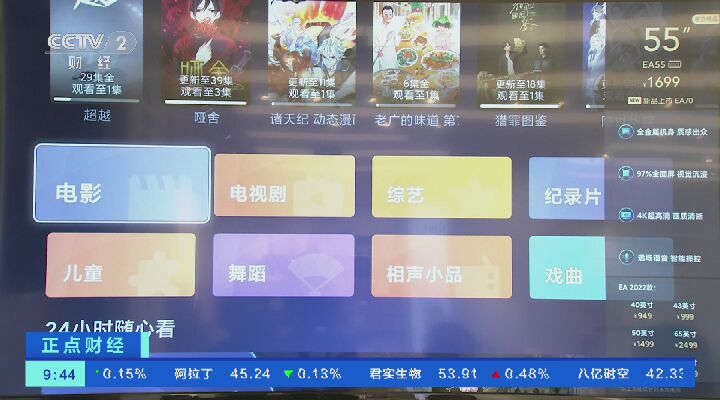 CCTV 2
财经
29集全
观看至1集
超越
更新至39集
观看至3集
哑舍
更新至13集
观看至1集
诸天纪 动态漫画
6集全
观看至1集
老广的味道 第
更新至18集
观看至1集
猎罪图鉴
55"
EA55
¥1699
NEW 新品上市 EA70
全金属机身 质感出众
97%全面屏 视觉沉浸
4K超高清 画质清晰
远场语音 智能操控
EA 2022款:
40英寸 43英寸
¥949 ¥999
50英寸 65英寸
¥1499 ¥2499
电影
电视剧
综艺
纪录片
儿童
舞蹈
相声小品
戏曲
24小时随心看
正点财经
9:44
0.15% 阿拉丁 45.24 0.13% 君实生物 53.91 0.48% 八亿时空 42.33